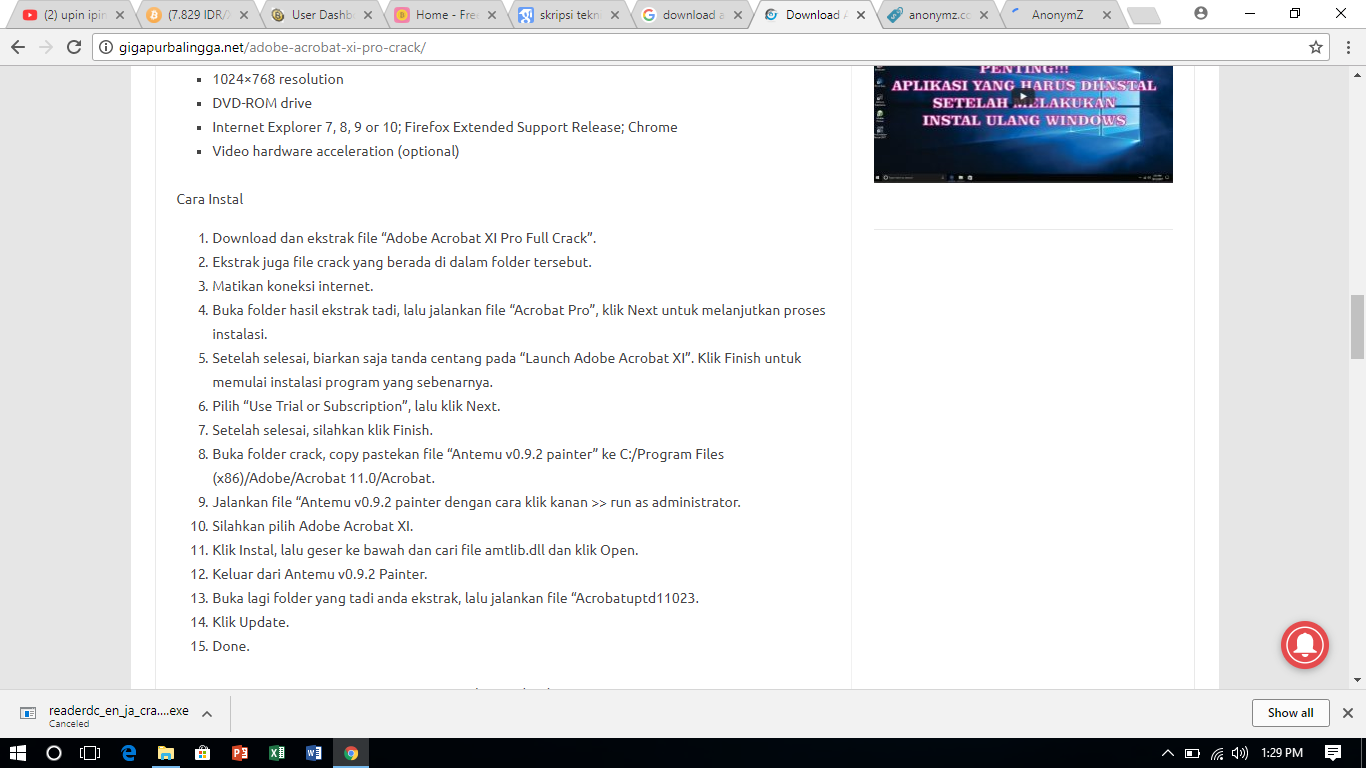 (2) upin ipin
(7.829 IDR/
User Dashb
Home - Fre
skripsi tekn
download a
Download A
anonymz.co
AnonymZ
gigapurbalingga.net/adobe-acrobat-xi-pro-crack/
1024×768 resolution
DVD-ROM drive
Internet Explorer 7, 8, 9 or 10; Firefox Extended Support Release; Chrome
Video hardware acceleration (optional)
PENTING!!!
APLIKASI YANG HARUS DIINSTAL
SETELAH MELAKUKAN
INSTAL ULANG WINDOWS
Cara Instal
1. Download dan ekstrak file “Adobe Acrobat XI Pro Full Crack”.
2. Ekstrak juga file crack yang berada di dalam folder tersebut.
3. Matikan koneksi internet.
4. Buka folder hasil ekstrak tadi, lalu jalankan file “Acrobat Pro”, klik Next untuk melanjutkan proses
instalasi.
5. Setelah selesai, biarkan saja tanda centang pada “Launch Adobe Acrobat XI”. Klik Finish untuk
memulai instalasi program yang sebenarnya.
6. Pilih “Use Trial or Subscription”, lalu klik Next.
7. Setelah selesai, silahkan klik Finish.
8. Buka folder crack, copy pastekan file “Antemu v0.9.2 painter” ke C:/Program Files
(x86)/Adobe/Acrobat 11.0/Acrobat.
9. Jalankan file “Antemu v0.9.2 painter dengan cara klik kanan >> run as administrator.
10. Silahkan pilih Adobe Acrobat XI.
11. Klik Instal, lalu geser ke bawah dan cari file amtlib.dll dan klik Open.
12. Keluar dari Antemu v0.9.2 Painter.
13. Buka lagi folder yang tadi anda ekstrak, lalu jalankan file “Acrobatuptd11023.
14. Klik Update.
15. Done.
readerdc_en_ja_cra....exe
Canceled
Show all
1:29 PM